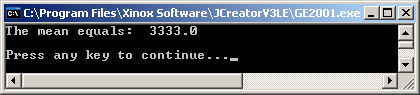 C:\Program Files\Xinox Software\JCreatorV3LE\GE2001.exe
The mean equals:  3333.0
Press any key to continue..._